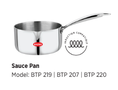 Sauce Pan
Model: BTP 219 | BTP 207 | BTP 220